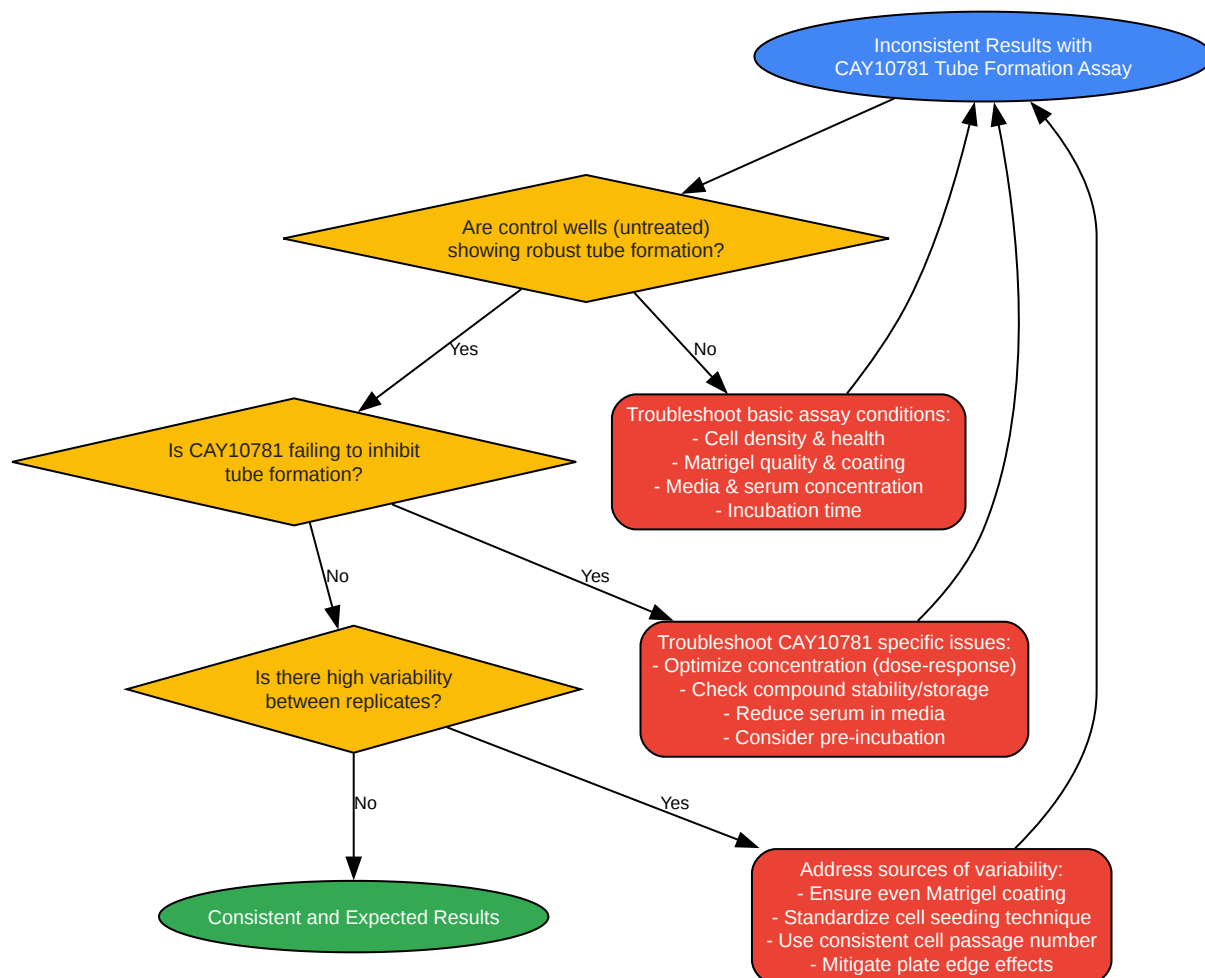 Inconsistent Results with
CAY10781 Tube Formation Assay
Are control wells (untreated)
showing robust tube formation?
Yes
No
Troubleshoot basic assay conditions:
- Cell density & health
- Matrigel quality & coating
- Media & serum concentration
- Incubation time
Is CAY10781 failing to inhibit
tube formation?
No
Yes
Troubleshoot CAY10781 specific issues:
- Optimize concentration (dose-response)
- Check compound stability/storage
- Reduce serum in media
- Consider pre-incubation
Is there high variability
between replicates?
No
Yes
Address sources of variability:
- Ensure even Matrigel coating
- Standardize cell seeding technique
- Use consistent cell passage number
- Mitigate plate edge effects
Consistent and Expected Results